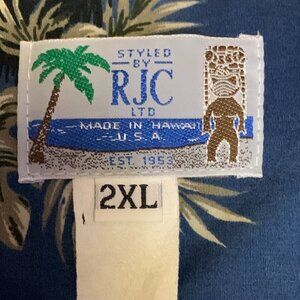 STYLED
BY
RJC
LTD
MADE IN HAWAII
U.S.A.
EST. 1953
2XL